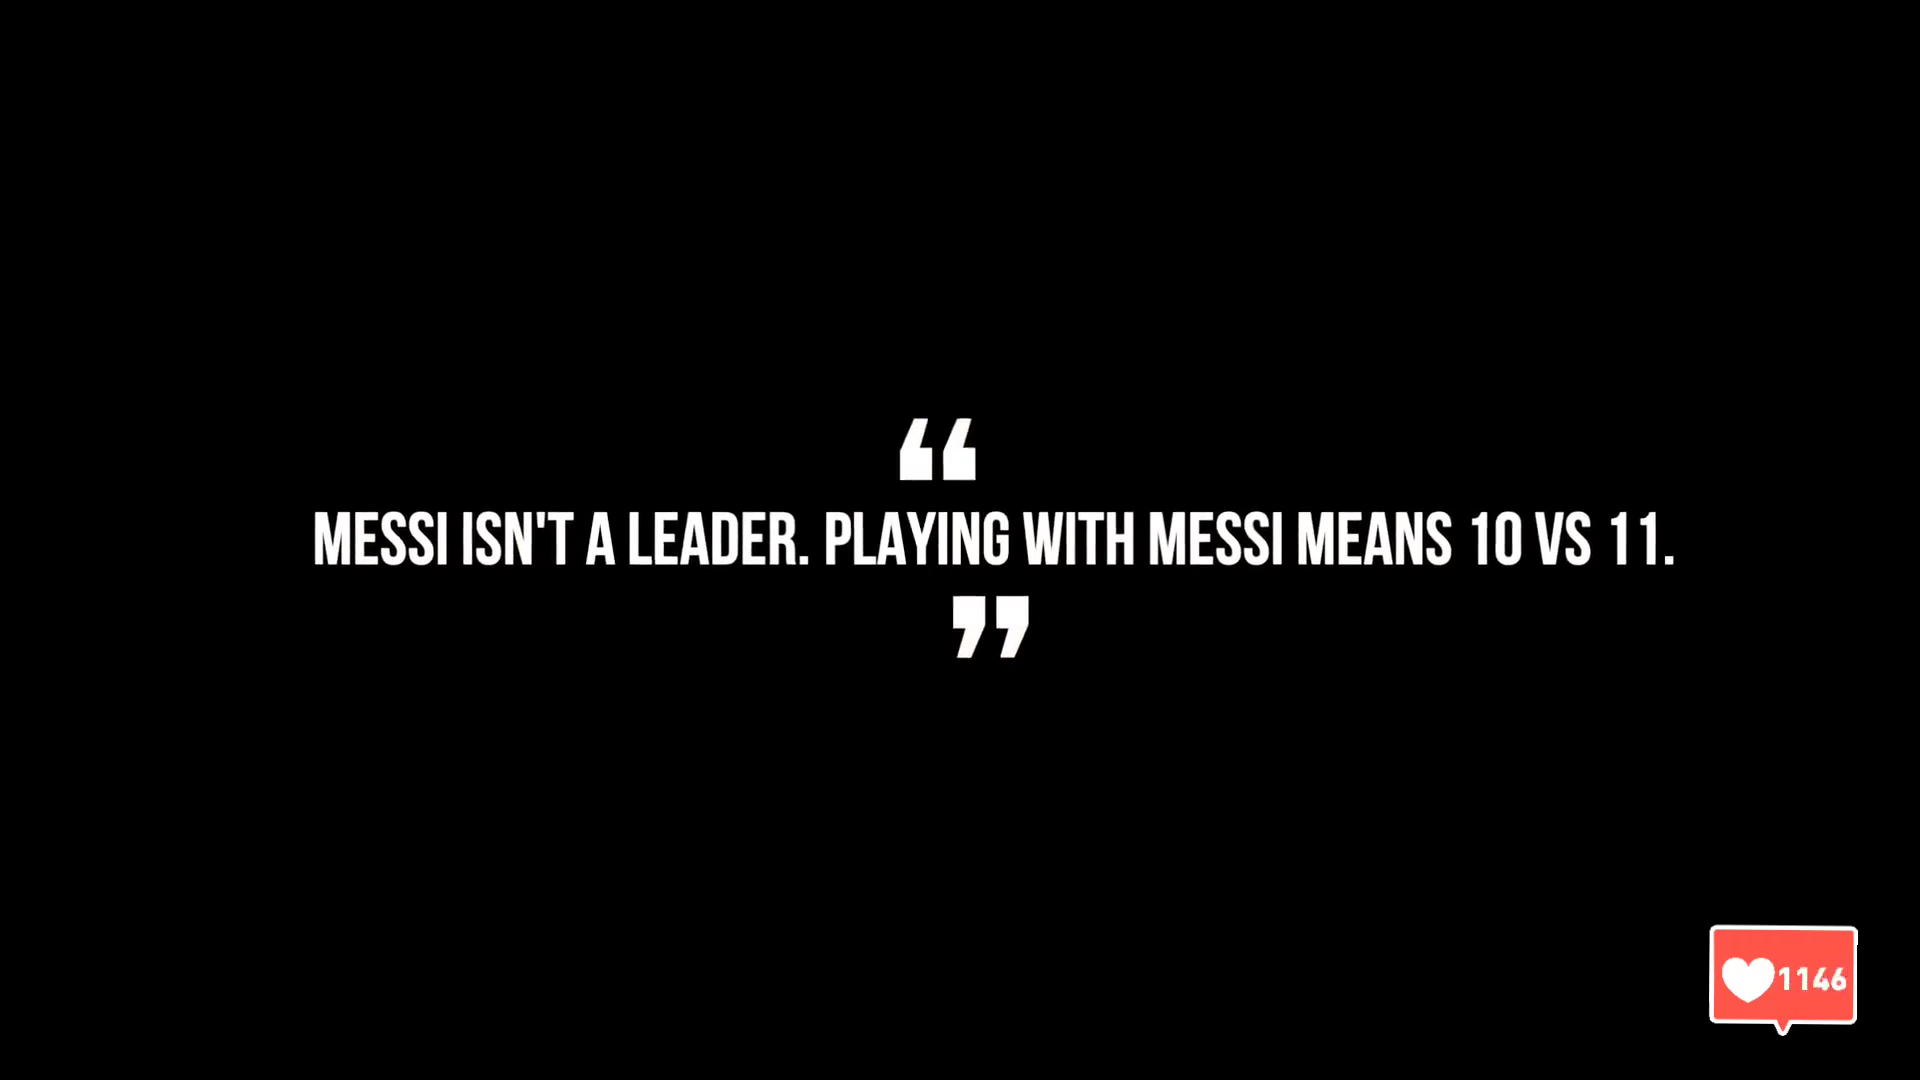 “
MESSI ISN'T A LEADER. PLAYING WITH MESSI MEANS 10 VS 11.
”
1146